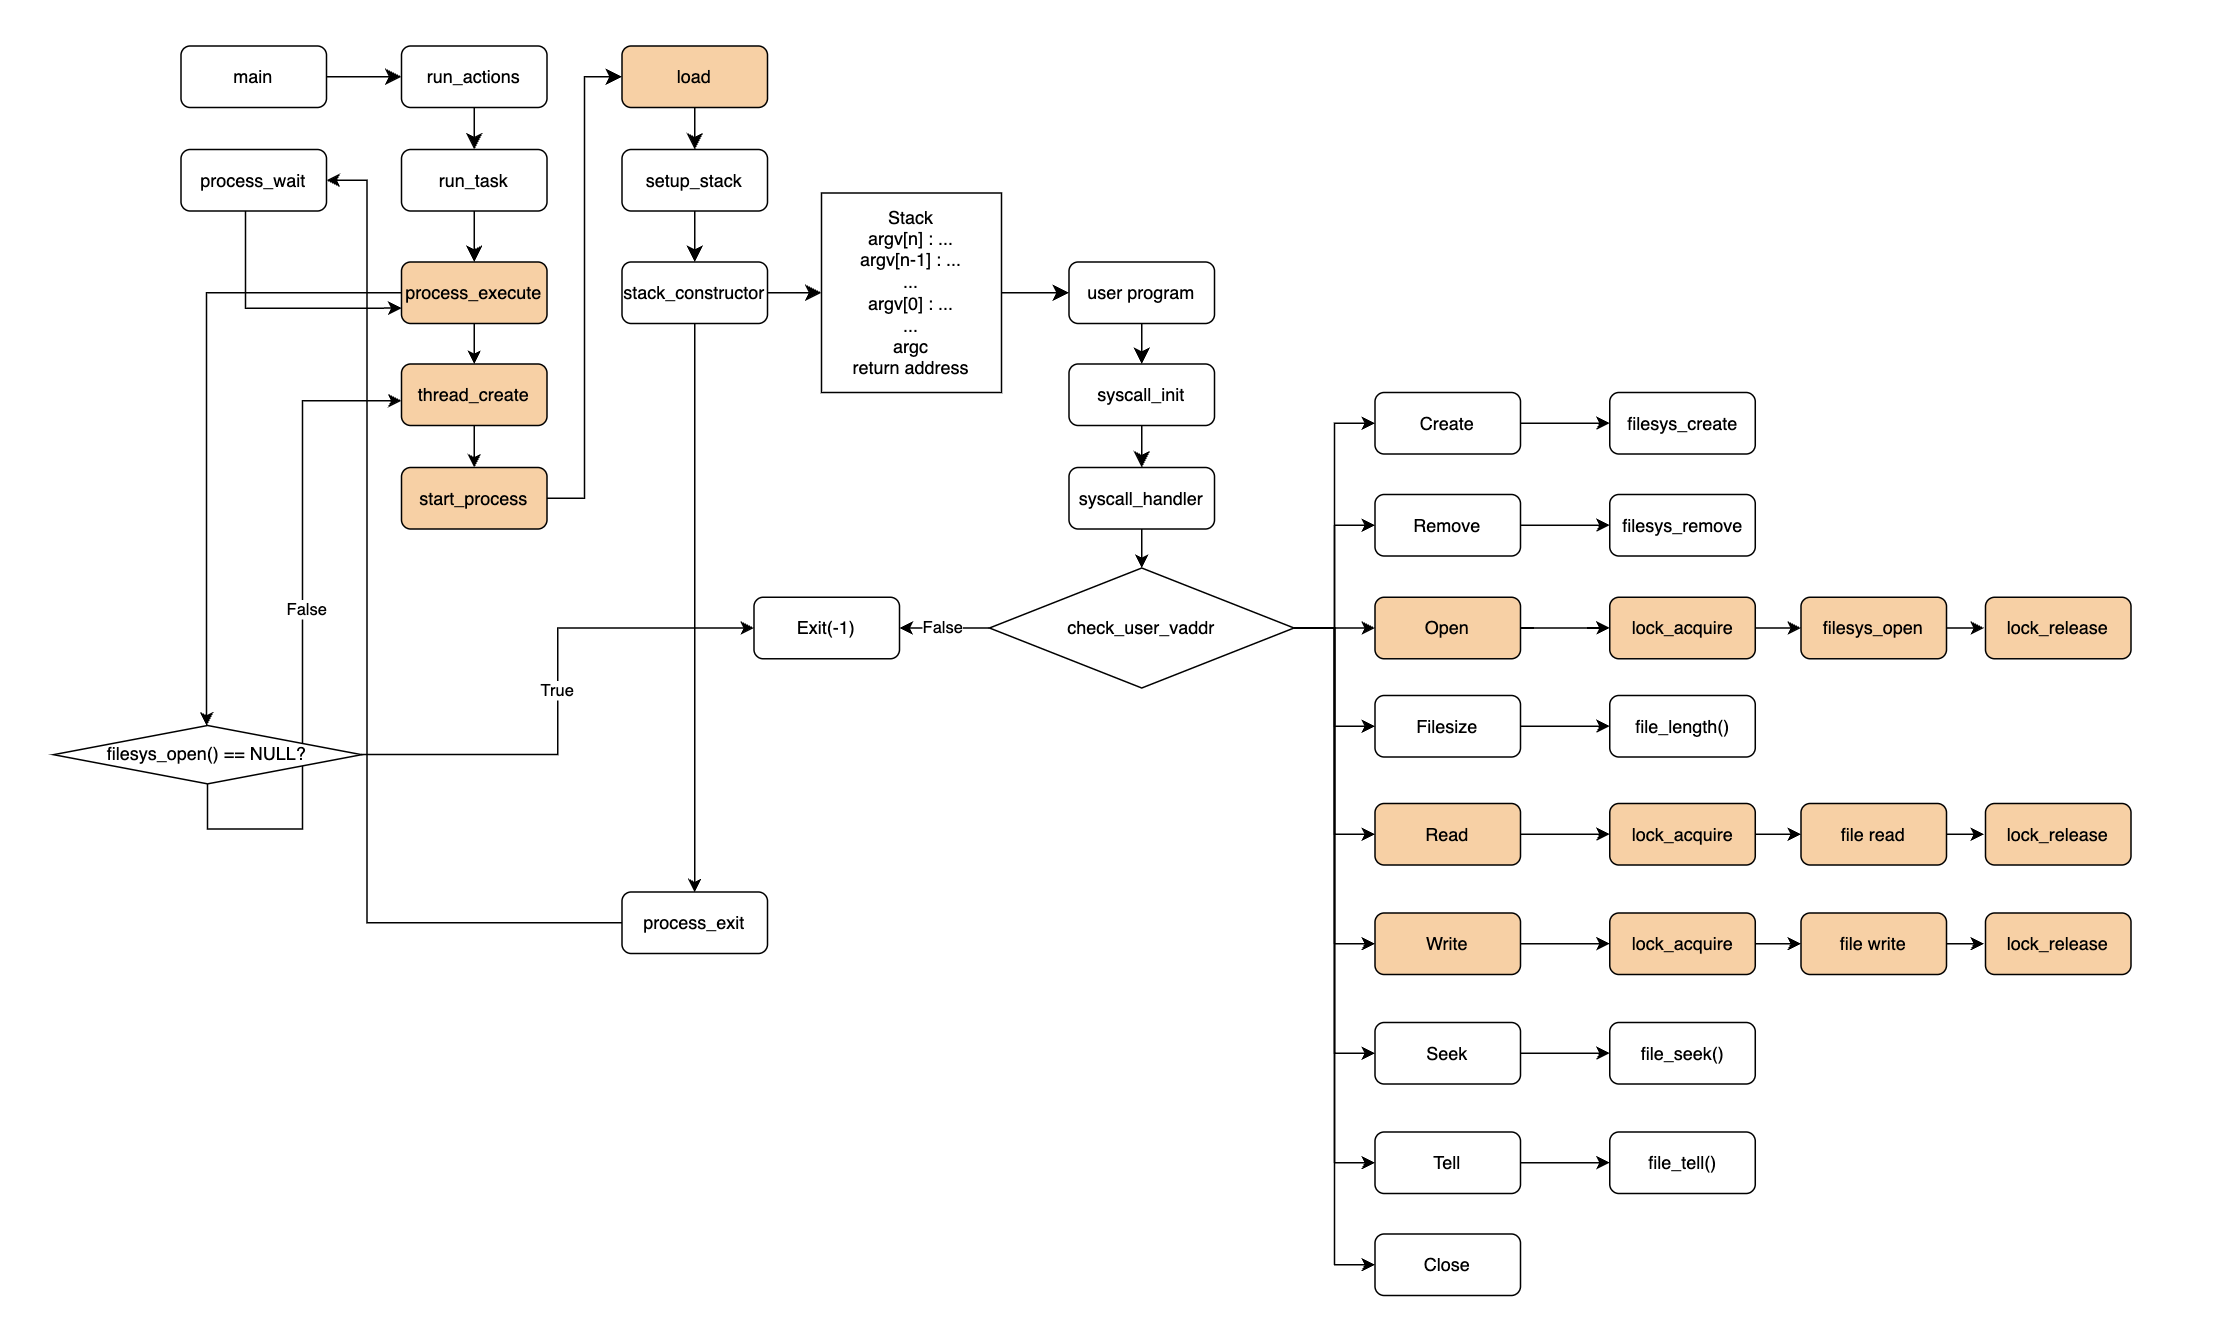 main
run_actions
load
process_wait
run_task
setup_stack
process_execute
stack_constructor
Stack
argv[n] : ...
argv[n-1] : ...
...
argv[0] : ...
...
argc
return address
user program
thread_create
syscall_init
start_process
syscall_handler
Create
filesys_create
Remove
filesys_remove
False
Exit(-1)
False
check_user_vaddr
Open
lock_acquire
filesys_open
lock_release
True
filesys_open() == NULL?
Filesize
file_length()
Read
lock_acquire
file read
lock_release
process_exit
Write
lock_acquire
file write
lock_release
Seek
file_seek()
Tell
file_tell()
Close